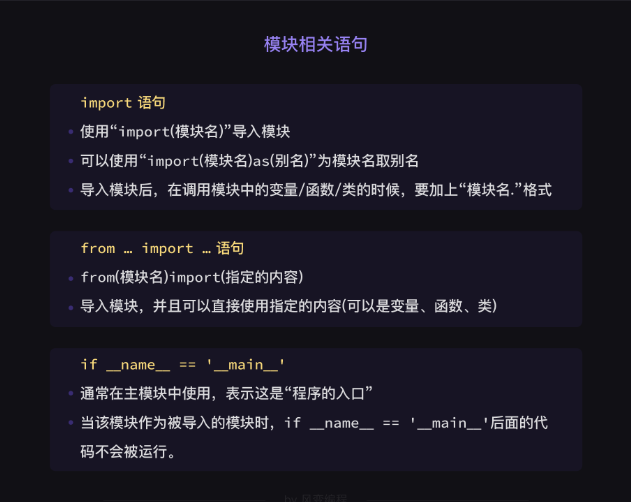 模块相关语句
import 语句
使用“import(模块名)”导入模块
可以使用“import(模块名)as(别名)”为模块名取别名
导入模块后，在调用模块中的变量/函数/类的时候，要加上“模块名.”格式
from … import … 语句
from(模块名)import(指定的内容)
导入模块，并且可以直接使用指定的内容(可以是变量、函数、类)
if __name__ == '__main__'
通常在主模块中使用，表示这是“程序的入口”
当该模块作为被导入的模块时，if __name__ == '__main__'后面的代
码不会被运行。